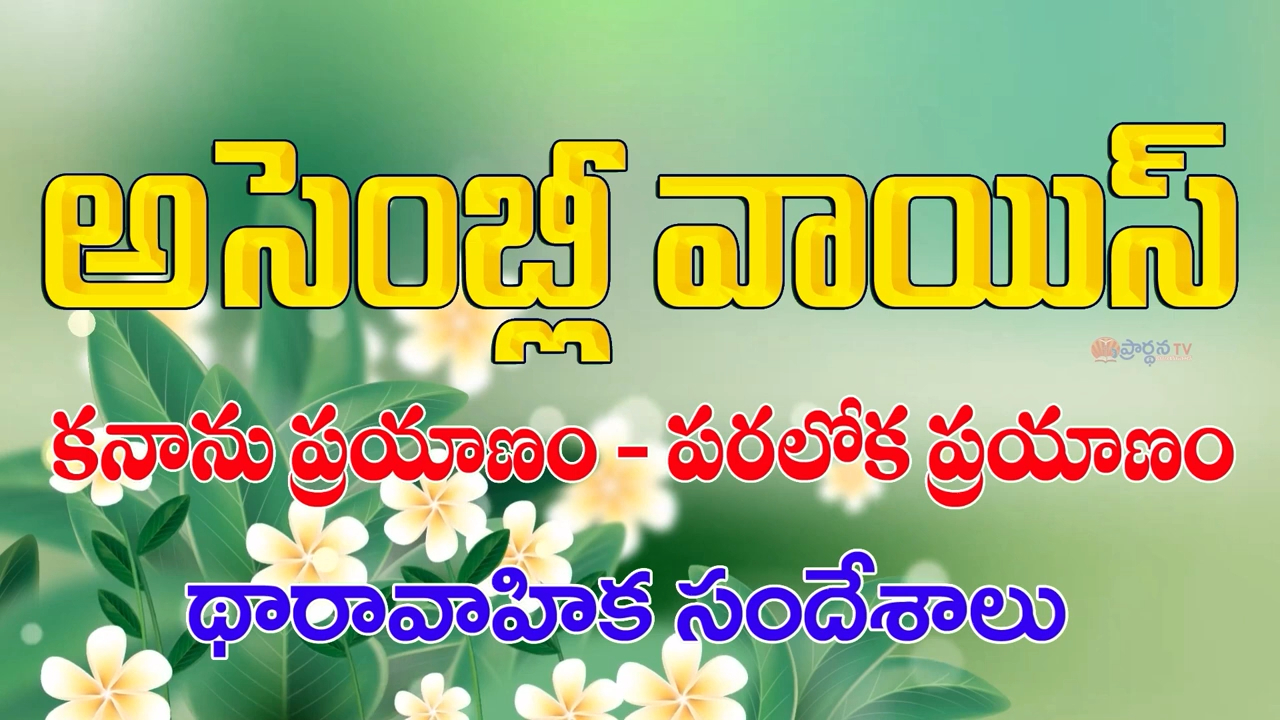 అసెంబ్లీ వాయిస్
ప్రార్థన TV
కనాను ప్రయాణం - పరలోక ప్రయాణం
థారావాహిక సందేశాలు